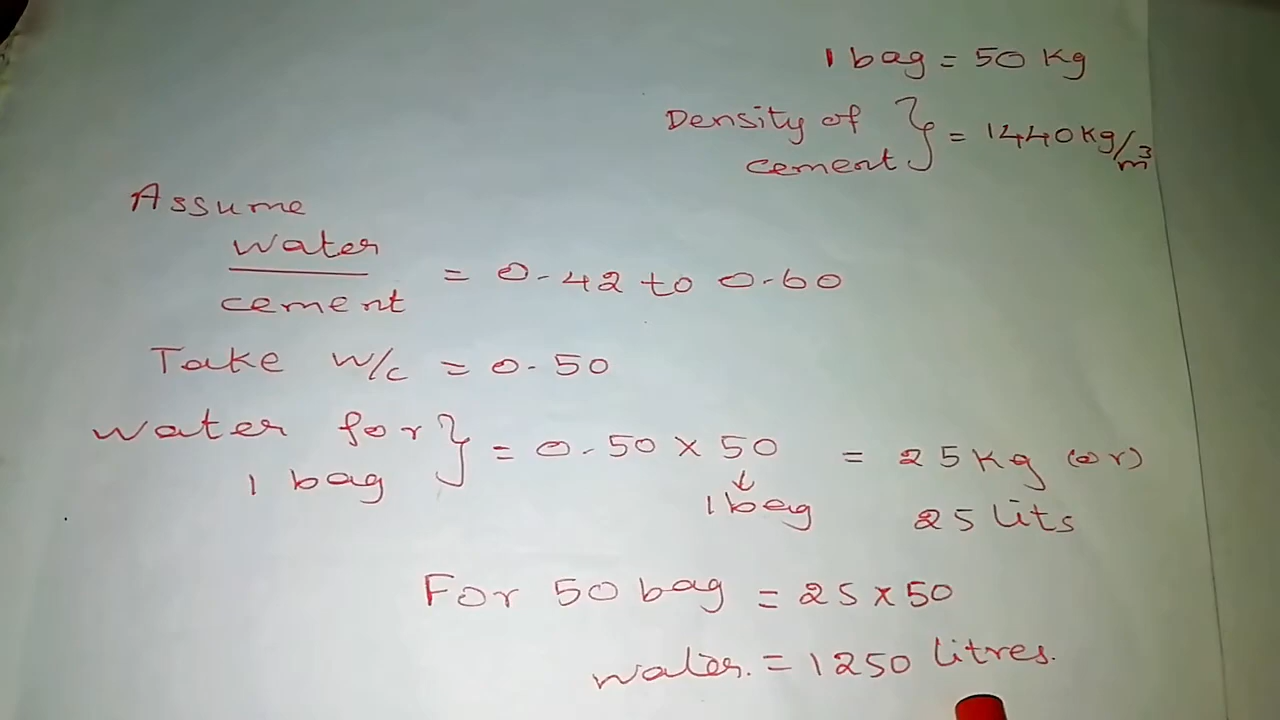 1 bag = 50 Kg
Density of
cement } = 1440 kg/m³
Assume
water
cement = 0.42 to 0.60
Take w/c = 0.50
water for
1 bag } = 0.50 x 50 = 25 Kg (or)
↓
1 bag 25 lits
For 50 bag = 25 x 50
water. = 1250 litres.